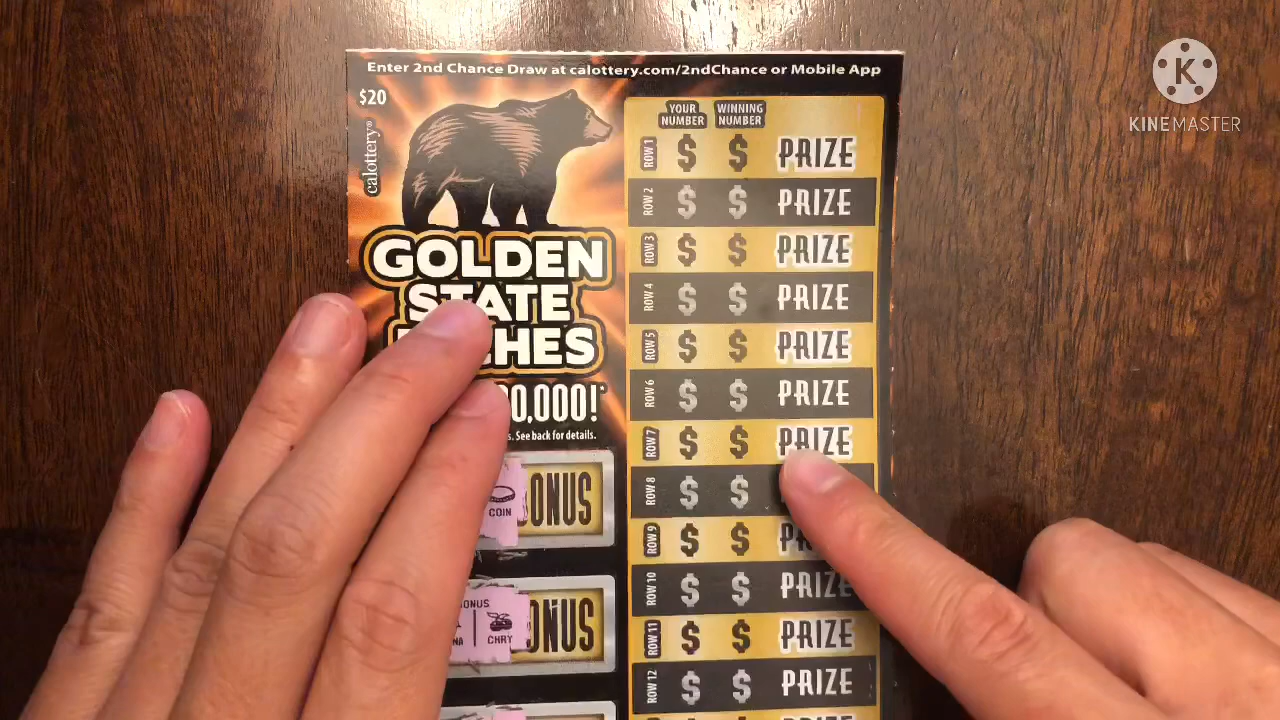 Enter 2nd Chance Draw at calottery.com/2ndChance or Mobile App
$20
calottery®
GOLDEN
STATE
HES
0,000!*
See back for details.
COIN
ONUS
ONUS
CHRY
ONUS
YOUR NUMBER
WINNING NUMBER
ROW 1 $ $ PRIZE
ROW 2 $ $ PRIZE
ROW 3 $ $ PRIZE
ROW 4 $ $ PRIZE
ROW 5 $ $ PRIZE
ROW 6 $ $ PRIZE
ROW 7 $ $ PRIZE
ROW 8 $ $
ROW 9 $ $
ROW 10 $ $ PRIZE
ROW 11 $ $ PRIZE
ROW 12 $ $ PRIZE
K
KINEMASTER